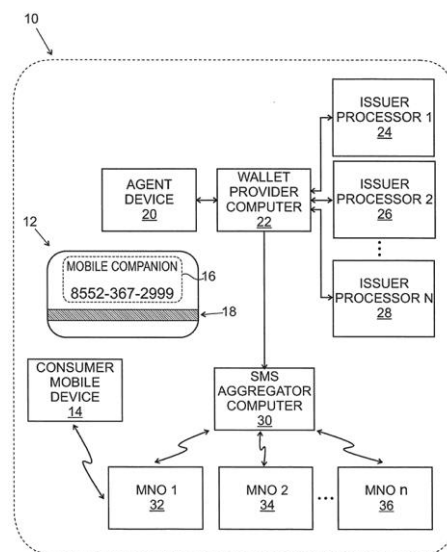 10
ISSUER
PROCESSOR 1
24
AGENT
DEVICE
20
WALLET
PROVIDER
COMPUTER
22
ISSUER
PROCESSOR 2
26
12
MOBILE COMPANION
16
8552-367-2999
18
ISSUER
PROCESSOR N
28
CONSUMER
MOBILE
DEVICE
14
SMS
AGGREGATOR
COMPUTER
30
MNO 1
32
MNO 2
34
MNO n
36